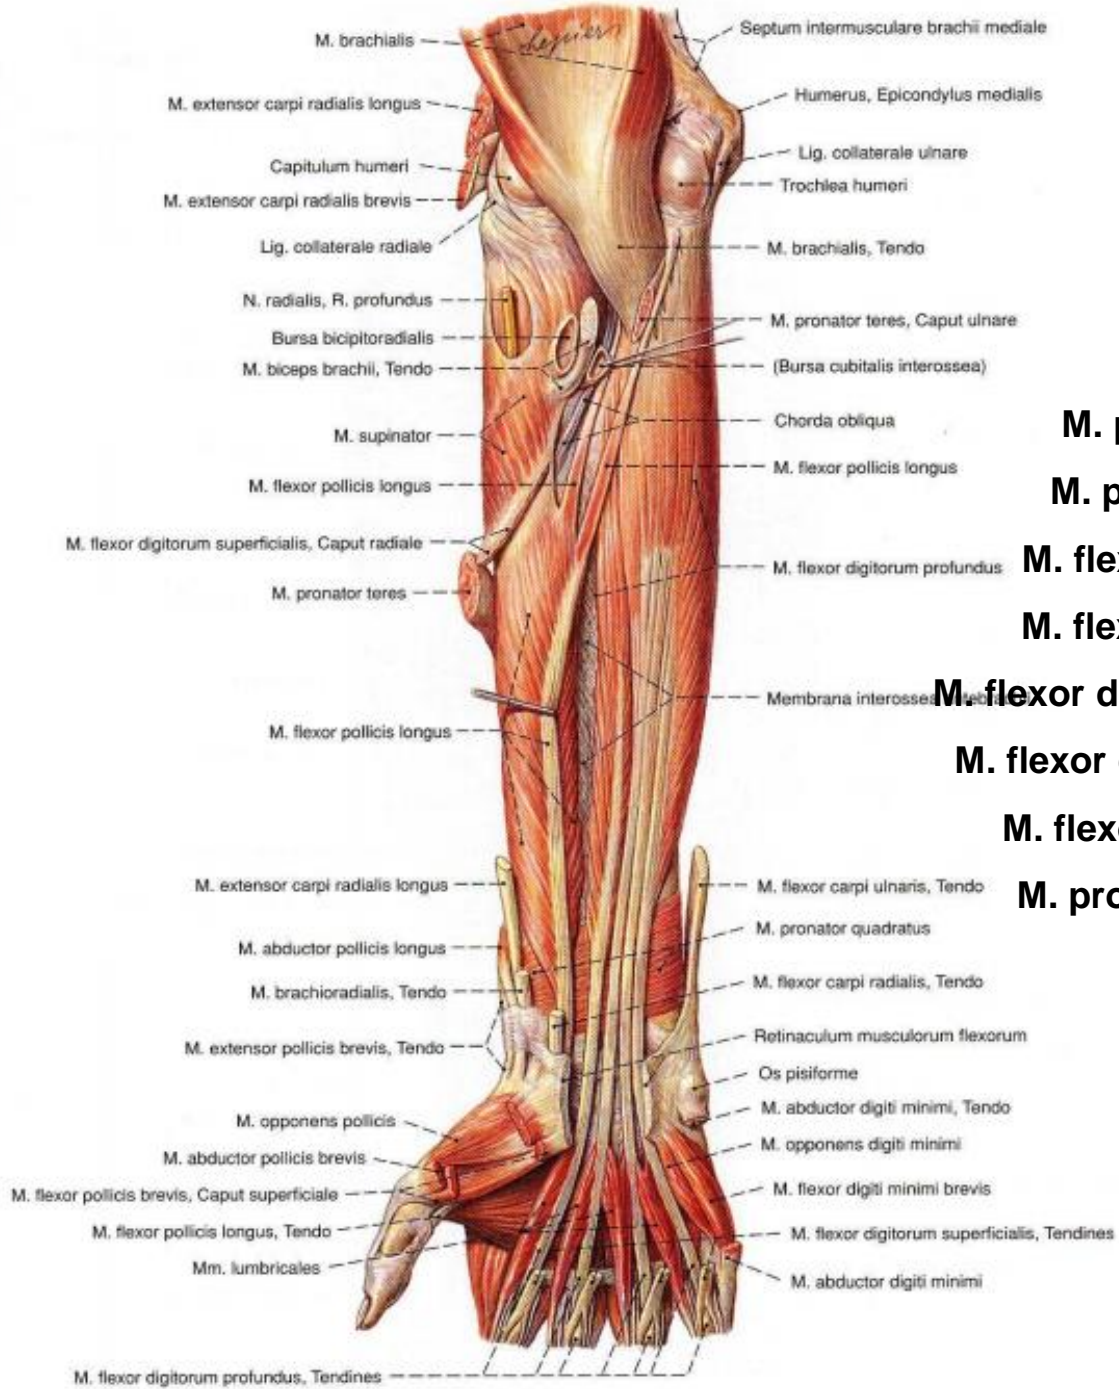 M. brachialis
M. extensor carpi radialis longus
Capitulum humeri
M. extensor carpi radialis brevis
Lig. collaterale radiale
N. radialis, R. profundus
Bursa bicipitoradialis
M. biceps brachii, Tendo
M. supinator
M. flexor pollicis longus
M. flexor digitorum superficialis, Caput radiale
M. pronator teres
M. flexor pollicis longus
M. extensor carpi radialis longus
M. abductor pollicis longus
M. brachioradialis, Tendo
M. extensor pollicis brevis, Tendo
M. opponens pollicis
M. abductor pollicis brevis
M. flexor pollicis brevis, Caput superficiale
M. flexor pollicis longus, Tendo
Mm. lumbricales
M. flexor digitorum profundus, Tendines
Septum intermusculare brachii mediale
Humerus, Epicondylus medialis
Lig. collaterale ulnare
Trochlea humeri
M. brachialis, Tendo
M. pronator teres, Caput ulnare
(Bursa cubitalis interossea)
Chorda obliqua
M. flexor pollicis longus
M. flexor digitorum profundus
Membrana interossea
M. flexor carpi ulnaris, Tendo
M. pronator quadratus
M. flexor carpi radialis, Tendo
Retinaculum musculorum flexorum
Os pisiforme
M. abductor digiti minimi, Tendo
M. opponens digiti minimi
M. flexor digiti minimi brevis
M. flexor digitorum superficialis, Tendines
M. abductor digiti minimi
M. p
M. p
M. fle
M. fle
M. flexor d
M. flexor
M. flex
M. pro